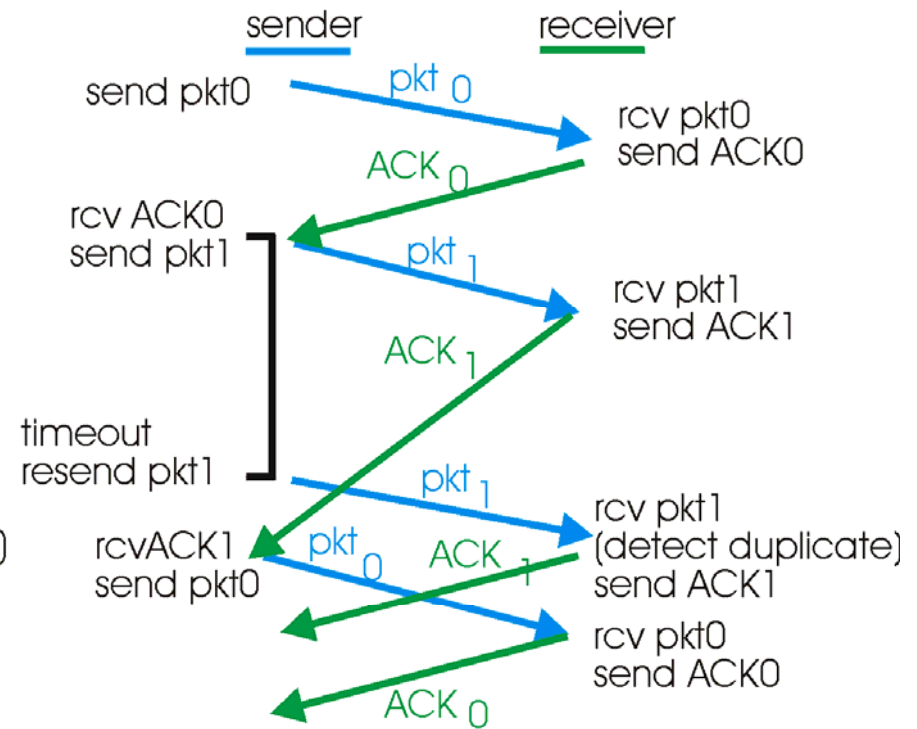 sender
receiver
send pkt0
pkt 0
rcv pkt0
send ACK0
ACK 0
rcv ACK0
send pkt1
pkt 1
rcv pkt1
send ACK1
ACK 1
timeout
resend pkt1
pkt 1
rcv pkt1
(detect duplicate)
send ACK1
rcvACK1
send pkt0
pkt 0
ACK 1
rcv pkt0
send ACK0
ACK 0